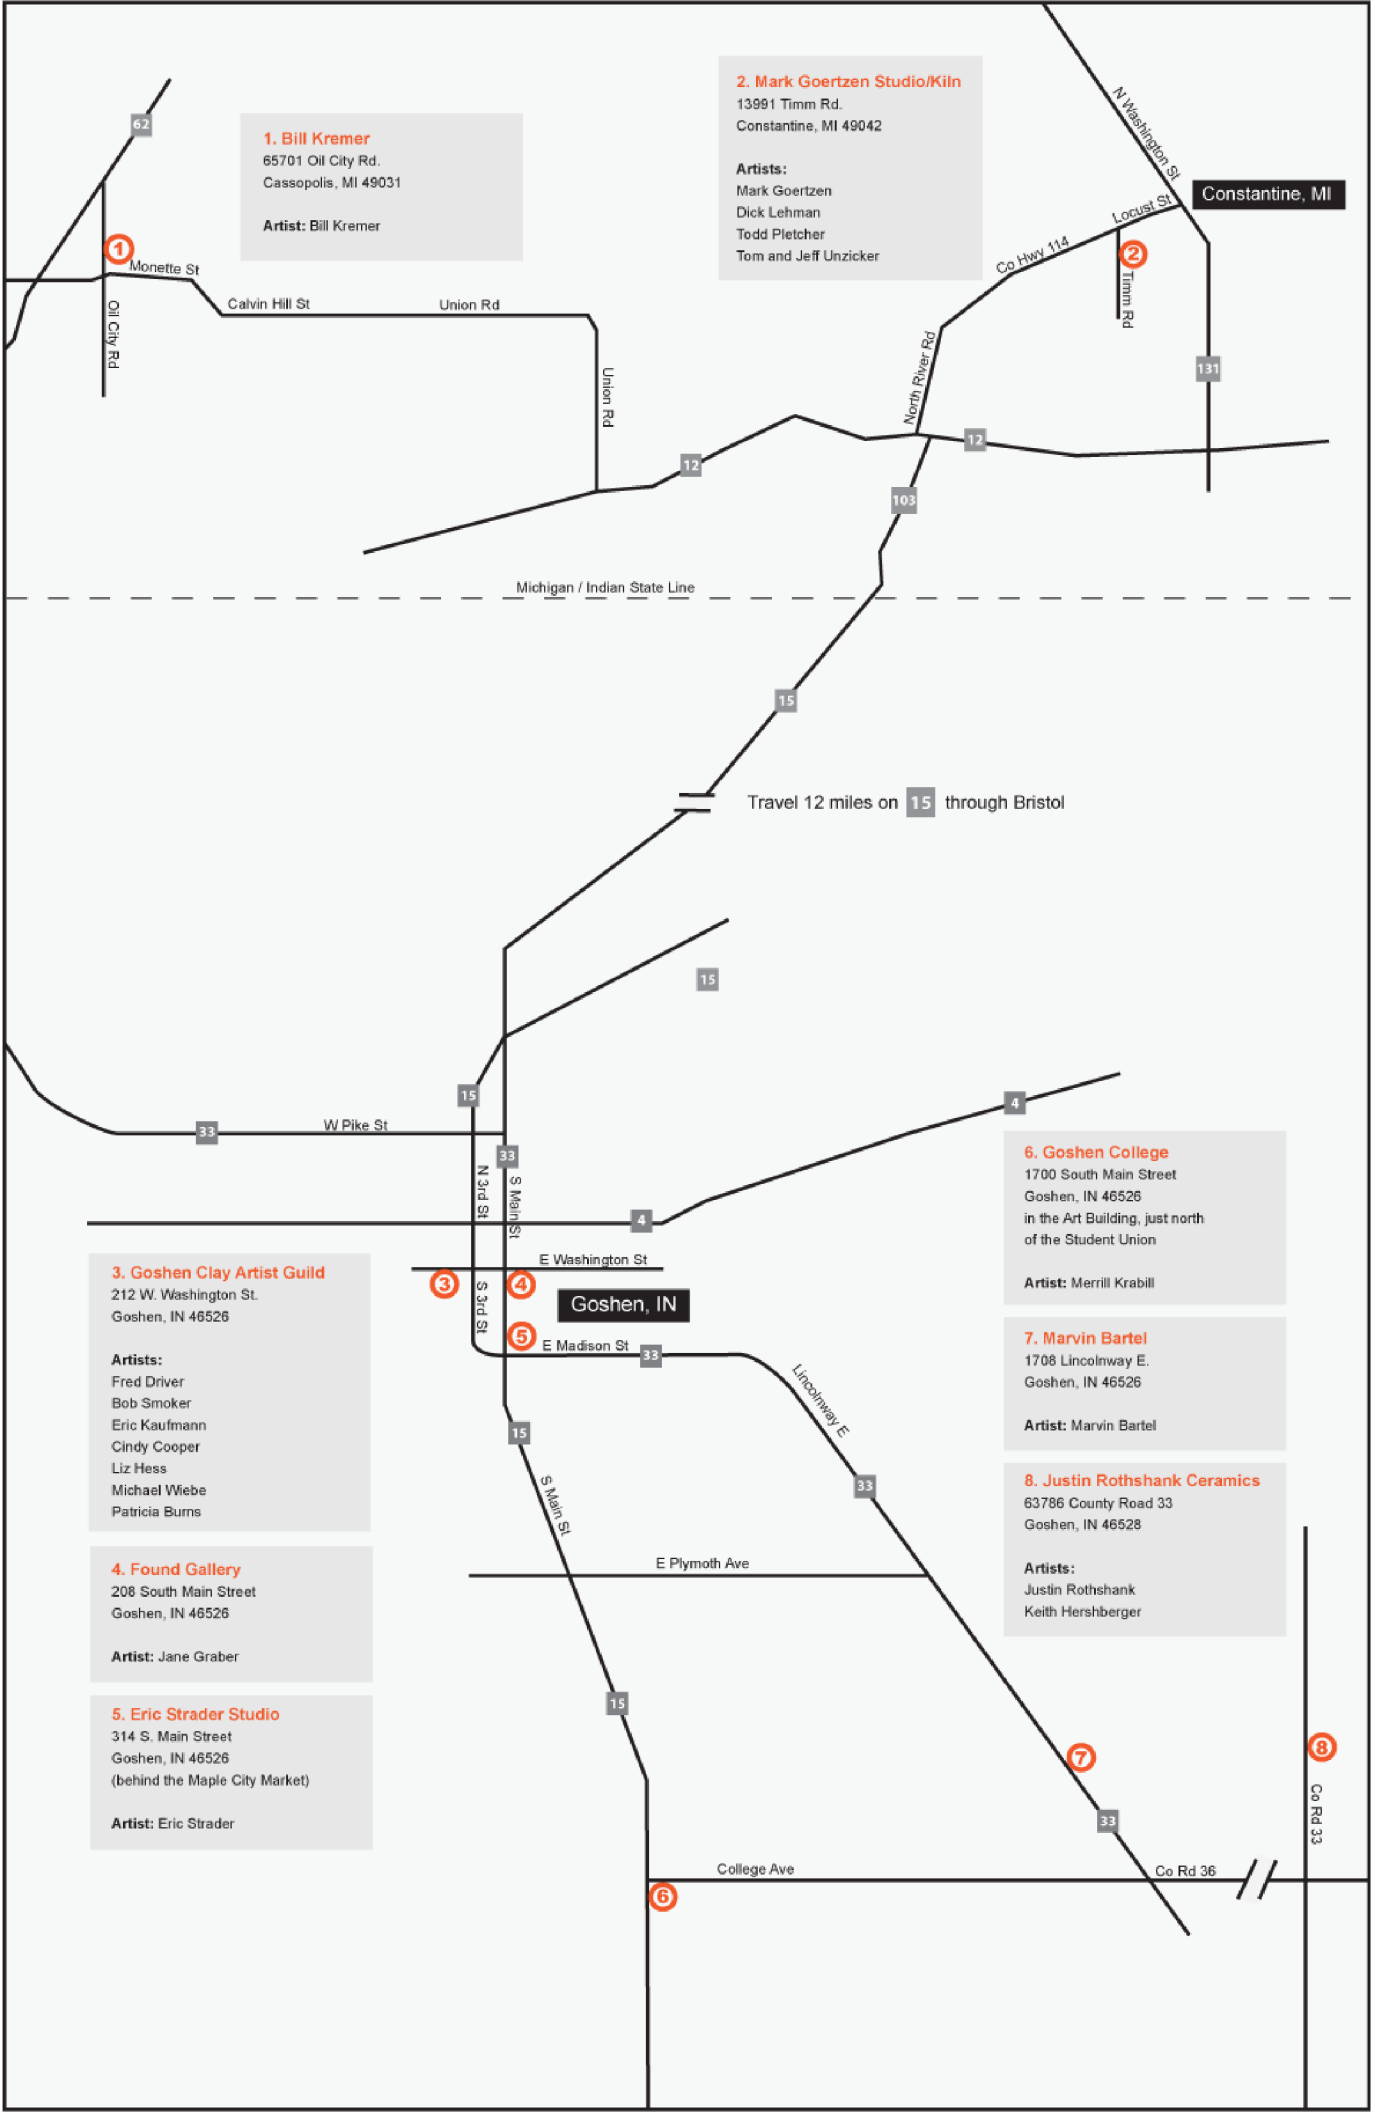 62
1. Bill Kremer
65701 Oil City Rd.
Cassopolis, MI 49031
Artist: Bill Kremer
2. Mark Goertzen Studio/Kiln
13991 Timm Rd.
Constantine, MI 49042
Artists:
Mark Goertzen
Dick Lehman
Todd Pletcher
Tom and Jeff Unzicker
N Washington St
Constantine, MI
Locust St
Co Hwy 114
2
Timm Rd
1
Monette St
Oil City Rd
Calvin Hill St
Union Rd
Union Rd
North River Rd
131
12
12
103
Michigan / Indian State Line
15
Travel 12 miles on 15 through Bristol
15
15
33
W Pike St
33
N 3rd St
S Main St
4
4
E Washington St
3
4
S 3rd St
Goshen, IN
5
E Madison St
33
Lincolnway E
15
S Main St
33
E Plymoth Ave
15
7
8
33
Co Rd 33
College Ave
Co Rd 36
6
3. Goshen Clay Artist Guild
212 W. Washington St.
Goshen, IN 46526
Artists:
Fred Driver
Bob Smoker
Eric Kaufmann
Cindy Cooper
Liz Hess
Michael Wiebe
Patricia Burns
4. Found Gallery
208 South Main Street
Goshen, IN 46526
Artist: Jane Graber
5. Eric Strader Studio
314 S. Main Street
Goshen, IN 46526
(behind the Maple City Market)
Artist: Eric Strader
6. Goshen College
1700 South Main Street
Goshen, IN 46526
in the Art Building, just north
of the Student Union
Artist: Merrill Krabill
7. Marvin Bartel
1708 Lincolnway E.
Goshen, IN 46526
Artist: Marvin Bartel
8. Justin Rothshank Ceramics
63786 County Road 33
Goshen, IN 46528
Artists:
Justin Rothshank
Keith Hershberger